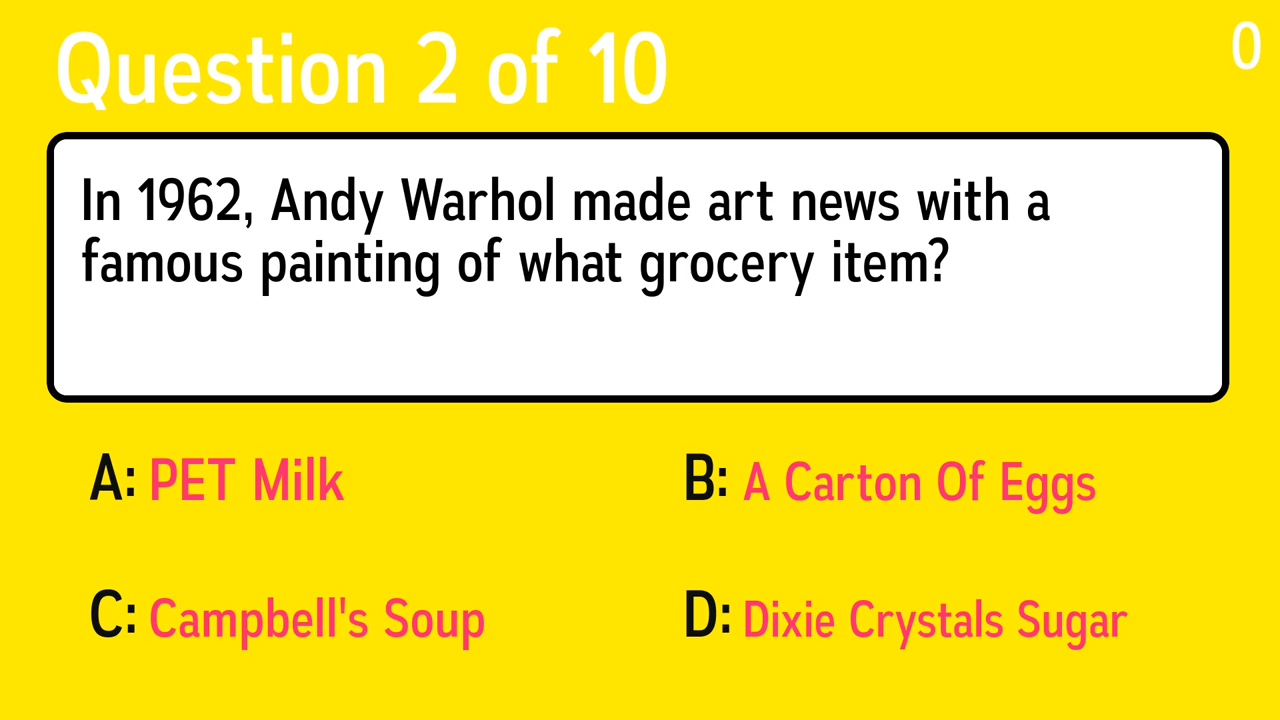 Question 2 of 10
0
In 1962, Andy Warhol made art news with a
famous painting of what grocery item?
A: PET Milk
B: A Carton Of Eggs
C: Campbell's Soup
D: Dixie Crystals Sugar